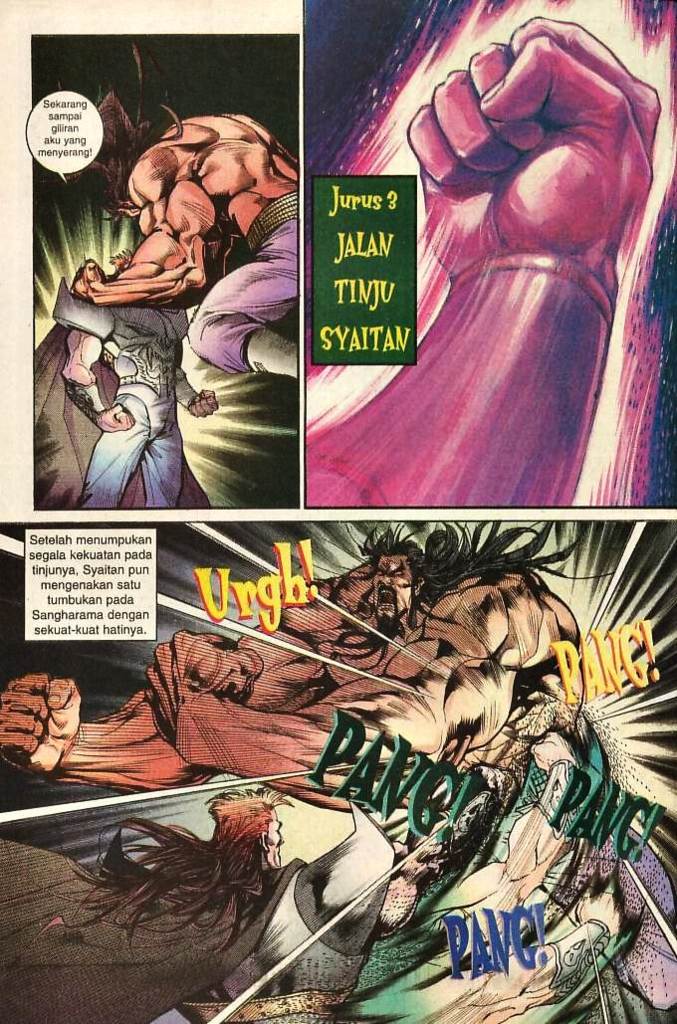 Sekarang
sampai
giliran
aku yang
menyerang!
Jurus 3
JALAN
TINJU
SYAITAN
Setelah menumpukan
segala kekuatan pada
tinjunya, Syaitan pun
mengenakan satu
tumbukan pada
Sangharama dengan
sekuat-kuat hatinya.
Urgh!
PANG!
PANG!
PANG!
PANG!